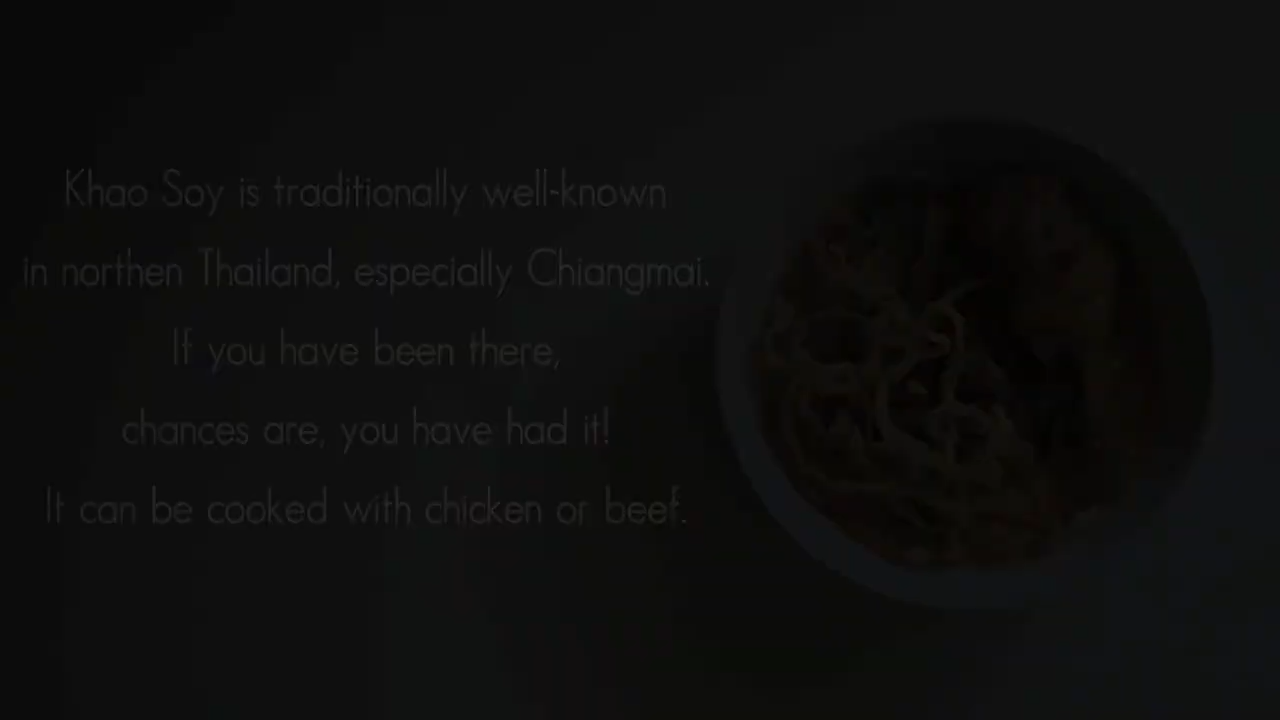 Khao Soy is traditionally well-known
in northen Thailand, especially Chiangmai.
If you have been there,
chances are, you have had it!
It can be cooked with chicken or beef.